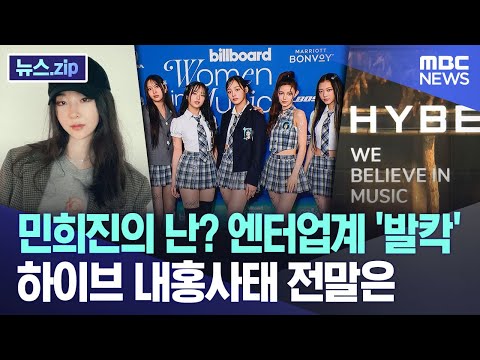 뉴스.zip
billboard
Women
in Music
MARRIOTT
BONVOY
MBC
NEWS
HYBE
WE
BELIEVE IN
MUSIC
민희진의 난? 엔터업계 '발칵'
하이브 내홍사태 전말은